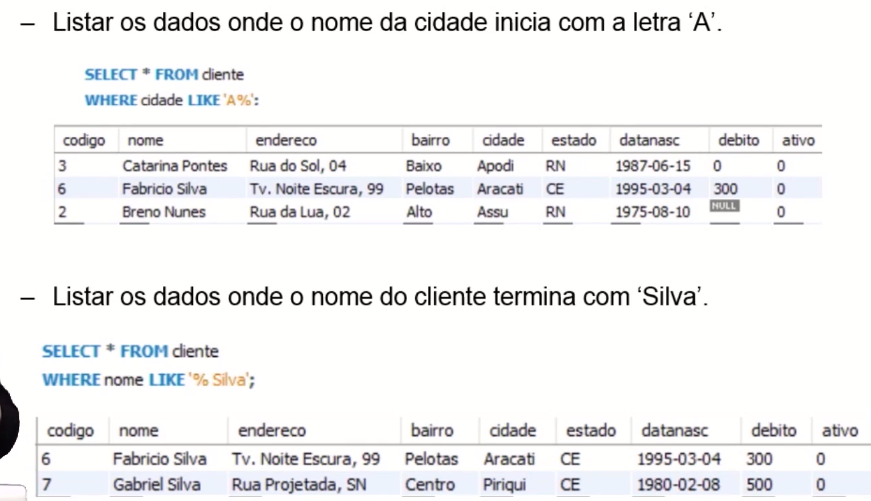 – Listar os dados onde o nome da cidade inicia com a letra ‘A’.
SELECT * FROM cliente
WHERE cidade LIKE 'A%';
codigo nome endereco bairro cidade estado datanasc debito ativo
3 Catarina Pontes Rua do Sol, 04 Baixo Apodi RN 1987-06-15 0 0
6 Fabricio Silva Tv. Noite Escura, 99 Pelotas Aracati CE 1995-03-04 300 0
2 Breno Nunes Rua da Lua, 02 Alto Assu RN 1975-08-10 NULL 0
– Listar os dados onde o nome do cliente termina com ‘Silva’.
SELECT * FROM cliente
WHERE nome LIKE '% Silva';
codigo nome endereco bairro cidade estado datanasc debito ativo
6 Fabricio Silva Tv. Noite Escura, 99 Pelotas Aracati CE 1995-03-04 300 0
7 Gabriel Silva Rua Projetada, SN Centro Piriqui CE 1980-02-08 500 0